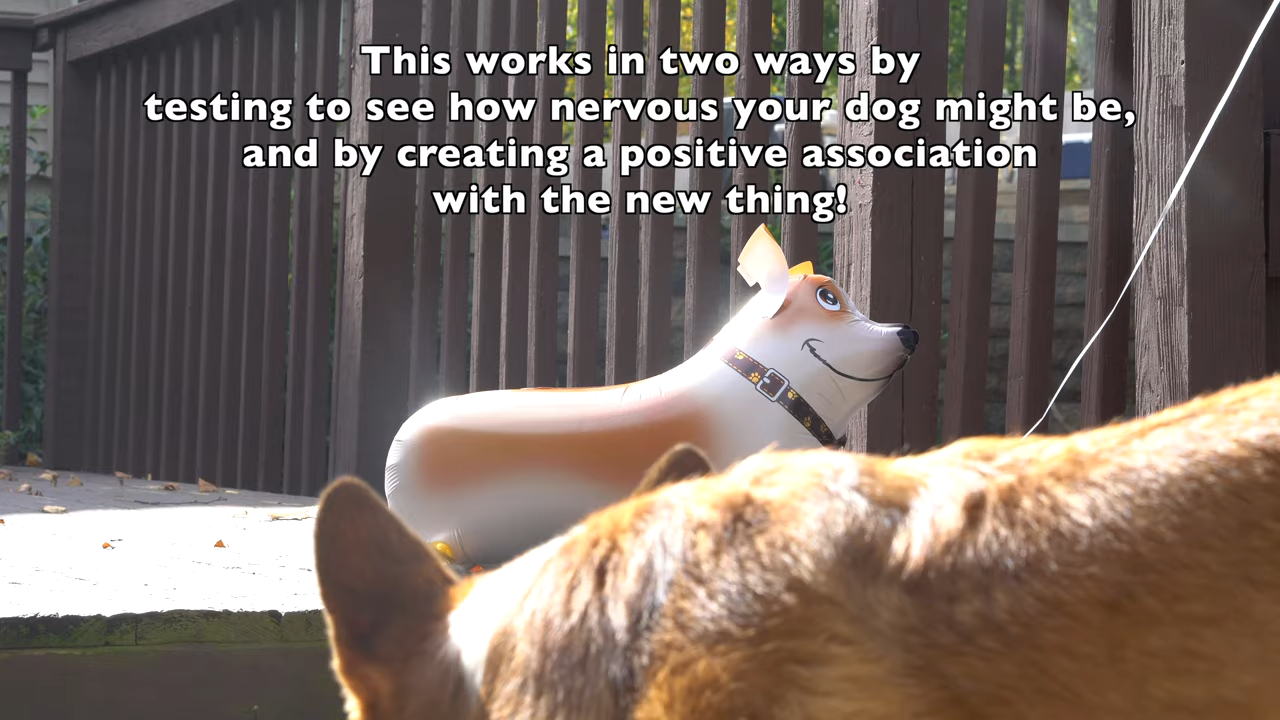 This works in two ways by
testing to see how nervous your dog might be,
and by creating a positive association
with the new thing!